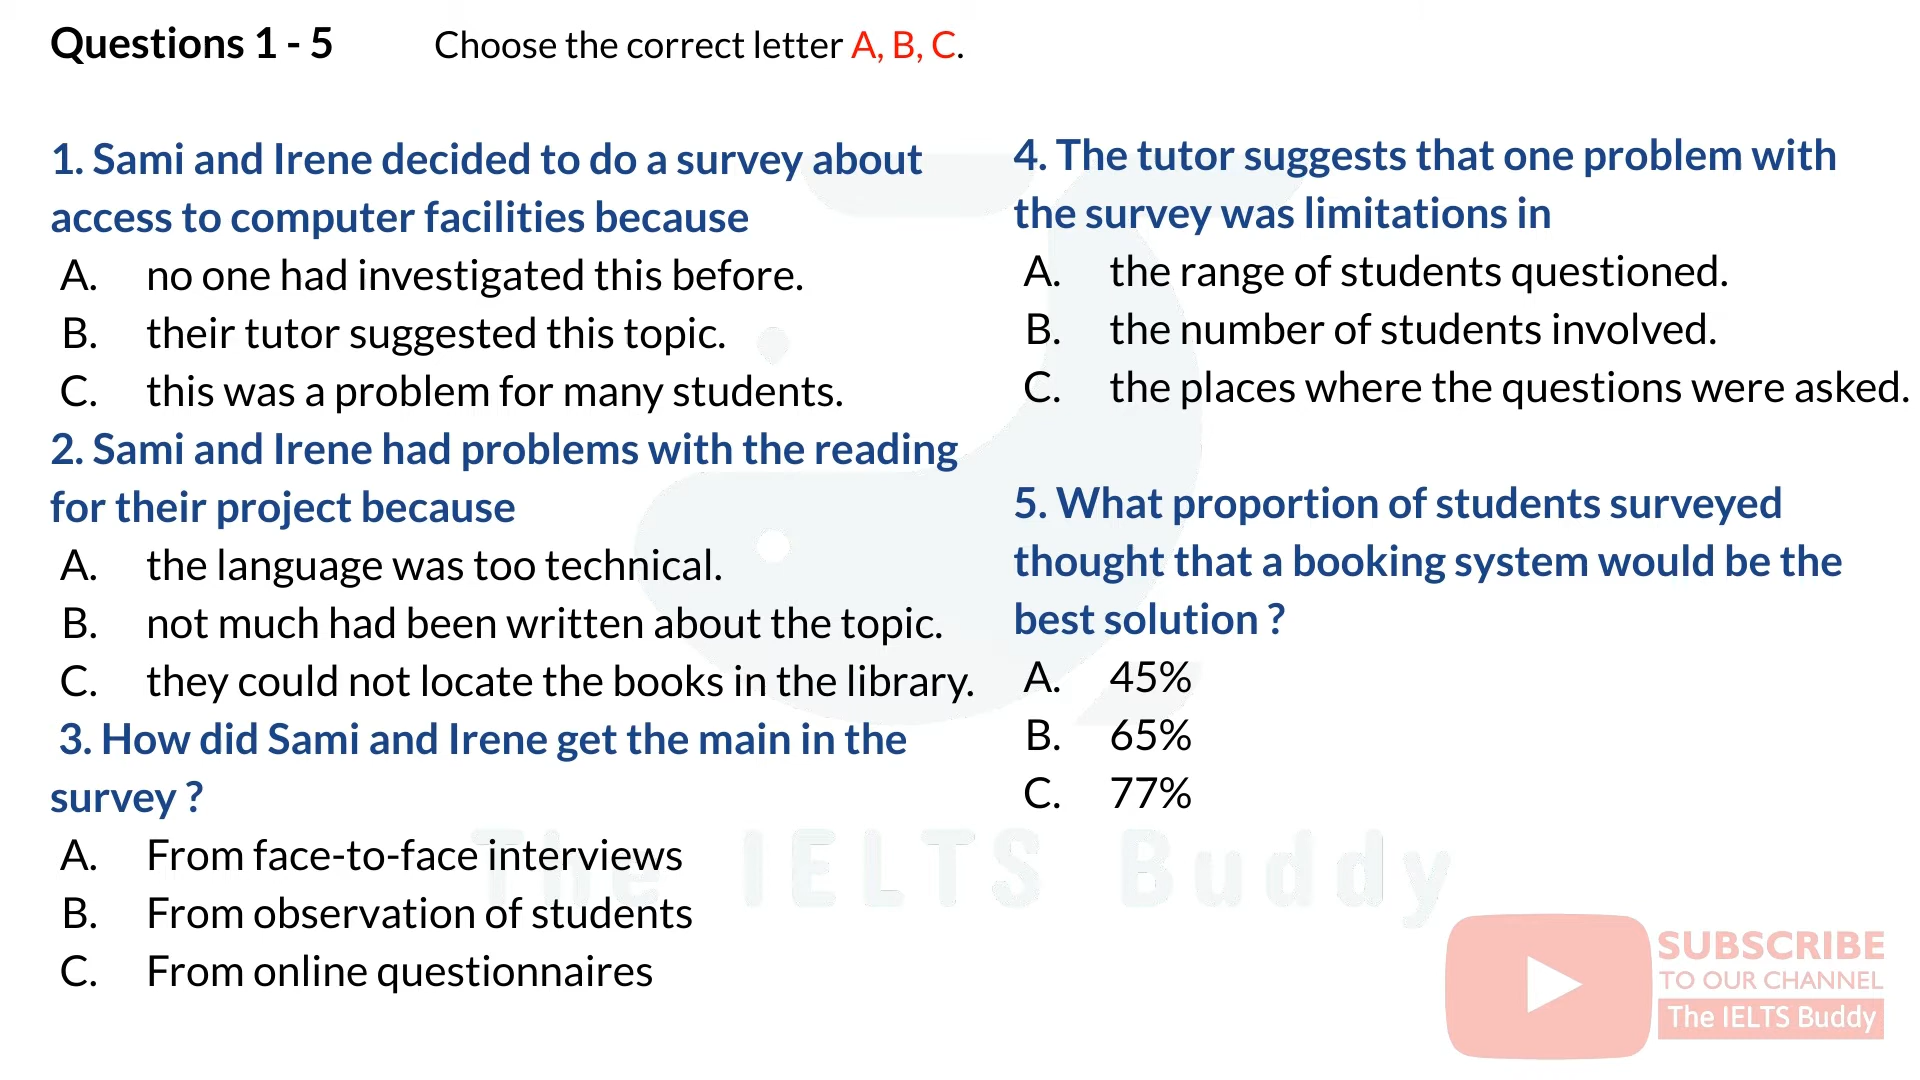 Questions 1 - 5
Choose the correct letter A, B, C.
1. Sami and Irene decided to do a survey about
access to computer facilities because
A. no one had investigated this before.
B. their tutor suggested this topic.
C. this was a problem for many students.
2. Sami and Irene had problems with the reading
for their project because
A. the language was too technical.
B. not much had been written about the topic.
C. they could not locate the books in the library.
3. How did Sami and Irene get the main in the
survey ?
A. From face-to-face interviews
B. From observation of students
C. From online questionnaires
4. The tutor suggests that one problem with
the survey was limitations in
A. the range of students questioned.
B. the number of students involved.
C. the places where the questions were asked.
5. What proportion of students surveyed
thought that a booking system would be the
best solution ?
A. 45%
B. 65%
C. 77%
The IELTS Buddy
SUBSCRIBE
TO OUR CHANNEL
The IELTS Buddy